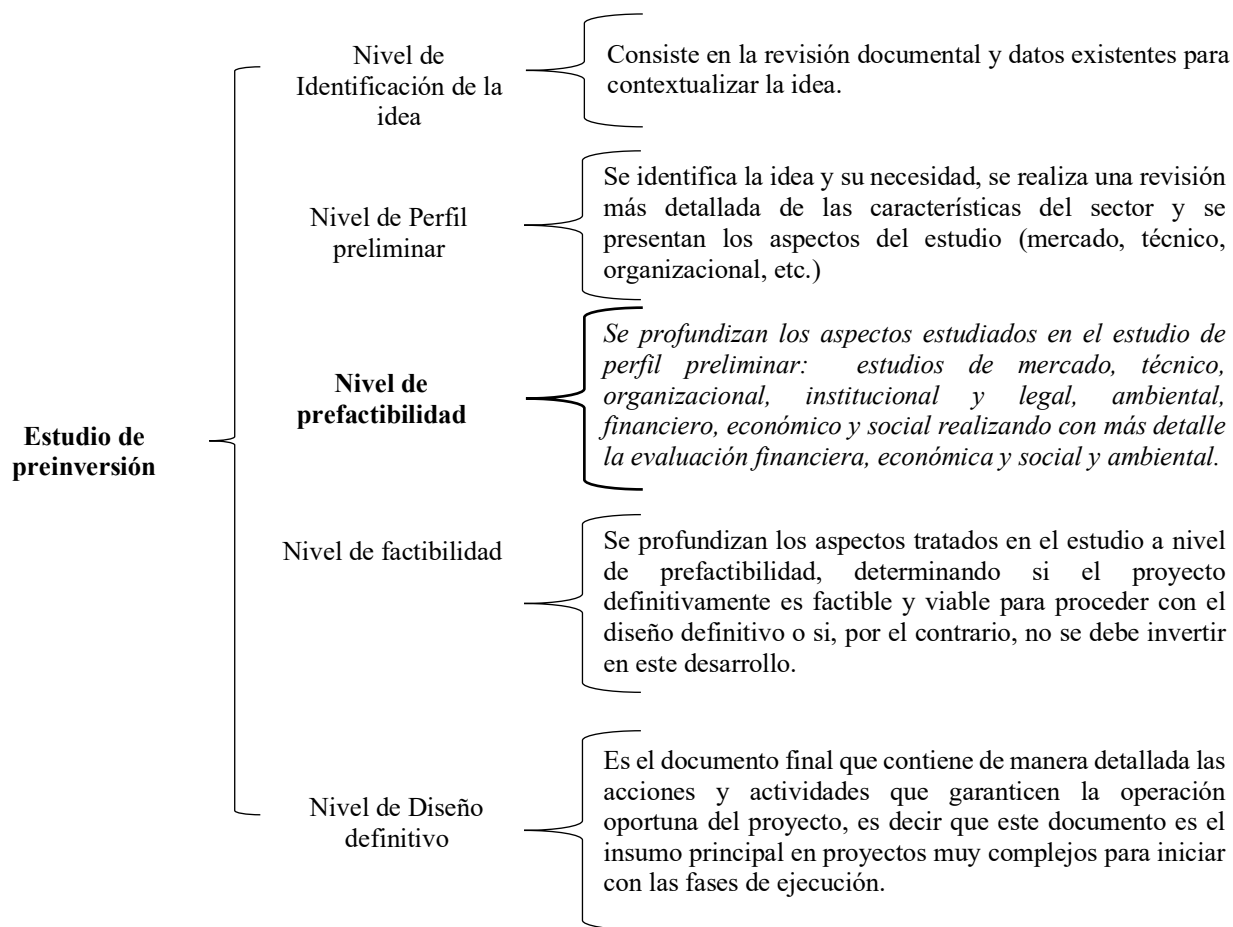 Estudio de
preinversión
Nivel de
Identificación de la
idea
Consiste en la revisión documental y datos existentes para
contextualizar la idea.
Nivel de Perfil
preliminar
Se identifica la idea y su necesidad, se realiza una revisión
más detallada de las características del sector y se
presentan los aspectos del estudio (mercado, técnico,
organizacional, etc.)
Nivel de
prefactibilidad
Se profundizan los aspectos estudiados en el estudio de
perfil preliminar: estudios de mercado, técnico,
organizacional, institucional y legal, ambiental,
financiero, económico y social realizando con más detalle
la evaluación financiera, económica y social y ambiental.
Nivel de factibilidad
Se profundizan los aspectos tratados en el estudio a nivel
de prefactibilidad, determinando si el proyecto
definitivamente es factible y viable para proceder con el
diseño definitivo o si, por el contrario, no se debe invertir
en este desarrollo.
Nivel de Diseño
definitivo
Es el documento final que contiene de manera detallada las
acciones y actividades que garanticen la operación
oportuna del proyecto, es decir que este documento es el
insumo principal en proyectos muy complejos para iniciar
con las fases de ejecución.